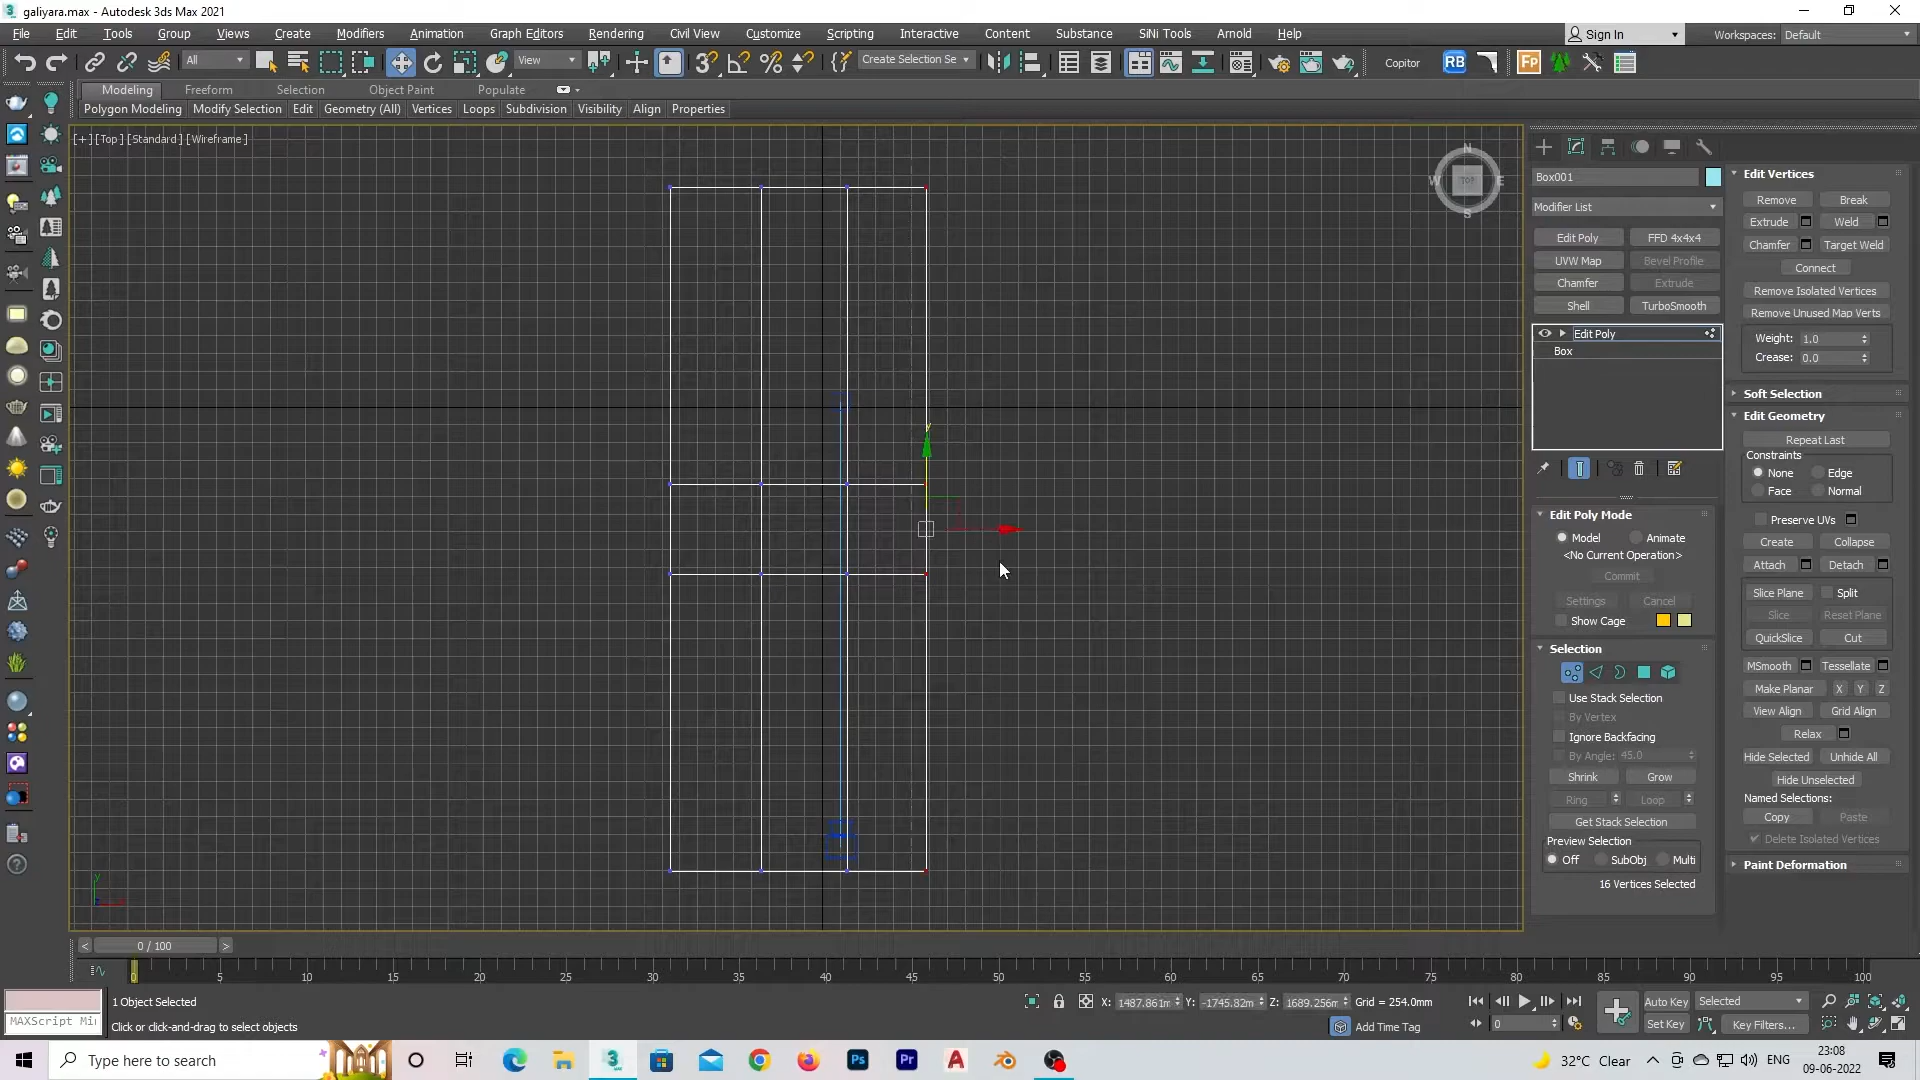 galiyara.max - Autodesk 3ds Max 2021
File Edit Tools Group Views Create Modifiers Animation Graph Editors Rendering Civil View Customize Scripting Interactive Content Substance SiNi Tools Arnold Help Sign In Workspaces: Default
All View Create Selection Se Copitor RB Fp
Modeling Freeform Selection Object Paint Populate
Polygon Modeling Modify Selection Edit Geometry (All) Vertices Loops Subdivision Visibility Align Properties
[+] [Top] [Standard] [Wireframe]
N
W TOP E
S
Box001
Modifier List
Edit Poly FFD 4x4x4
UVW Map Bevel Profile
Chamfer Extrude
Shell TurboSmooth
Edit Poly
Box
Edit Poly Mode
Model Animate
<No Current Operation>
Commit
Settings Cancel
Show Cage
Selection
Use Stack Selection
By Vertex
Ignore Backfacing
By Angle: 45.0
Shrink Grow
Ring Loop
Get Stack Selection
Preview Selection
Off SubObj Multi
16 Vertices Selected
Edit Vertices
Remove Break
Extrude Weld
Chamfer Target Weld
Connect
Remove Isolated Vertices
Remove Unused Map Verts
Weight: 1.0
Crease: 0.0
Soft Selection
Edit Geometry
Repeat Last
Constraints
None Edge
Face Normal
Preserve UVs
Create Collapse
Attach Detach
Slice Plane Split
Slice Reset Plane
QuickSlice Cut
MSmooth Tessellate
Make Planar X Y Z
View Align Grid Align
Relax
Hide Selected Unhide All
Hide Unselected
Named Selections:
Copy Paste
Delete Isolated Vertices
Paint Deformation
y
y
< 0 / 100 >
0 5 10 15 20 25 30 35 40 45 50 55 60 65 70 75 80 85 90 95 100
1 Object Selected X: 1487.861m Y: -1745.82m Z: 1689.256m Grid = 254.0mm Auto Key Selected
MAXScript Mi Click or click-and-drag to select objects Add Time Tag 0 Set Key Key Filters...
Type here to search Ps Pr 32°C Clear ENG 23:08
09-06-2022